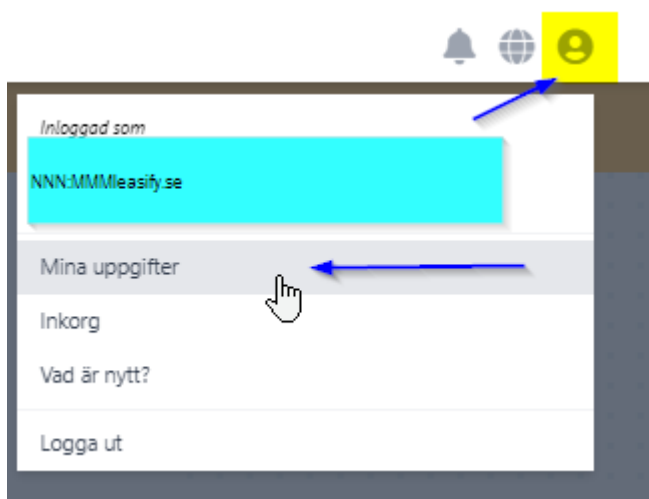 Inloggad som
NNN:MMMleasify.se
Mina uppgifter
Inkorg
Vad är nytt?
Logga ut